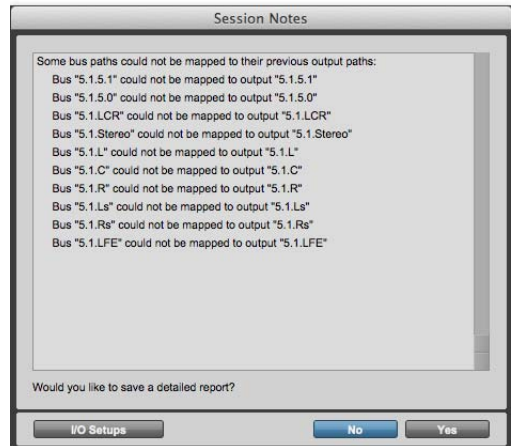 Session Notes
Some bus paths could not be mapped to their previous output paths:
Bus "5.1.5.1" could not be mapped to output "5.1.5.1"
Bus "5.1.5.0" could not be mapped to output "5.1.5.0"
Bus "5.1.LCR" could not be mapped to output "5.1.LCR"
Bus "5.1.Stereo" could not be mapped to output "5.1.Stereo"
Bus "5.1.L" could not be mapped to output "5.1.L"
Bus "5.1.C" could not be mapped to output "5.1.C"
Bus "5.1.R" could not be mapped to output "5.1.R"
Bus "5.1.Ls" could not be mapped to output "5.1.Ls"
Bus "5.1.Rs" could not be mapped to output "5.1.Rs"
Bus "5.1.LFE" could not be mapped to output "5.1.LFE"
Would you like to save a detailed report?
I/O Setups No Yes